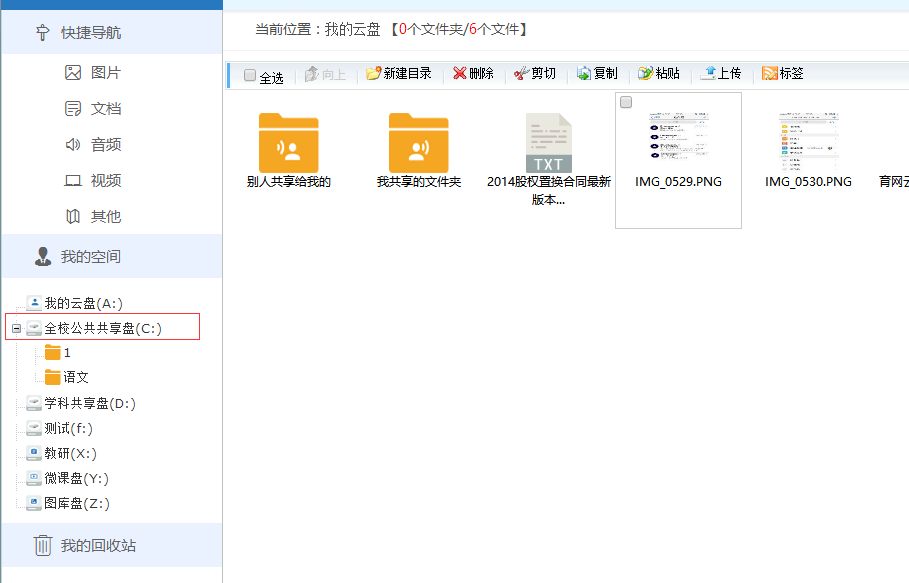 快捷导航
图片
文档
音频
视频
其他
我的空间
我的云盘(A:)
全校公共共享盘(C:)
1
语文
学科共享盘(D:)
测试(f:)
教研(X:)
微课盘(Y:)
图库盘(Z:)
我的回收站
当前位置：我的云盘 【0个文件夹/6个文件】
全选 向上 新建目录 删除 剪切 复制 粘贴 上传 标签
别人共享给我的
我共享的文件夹
TXT
2014股权置换合同最新
版本...
IMG_0529.PNG
IMG_0530.PNG
育网云